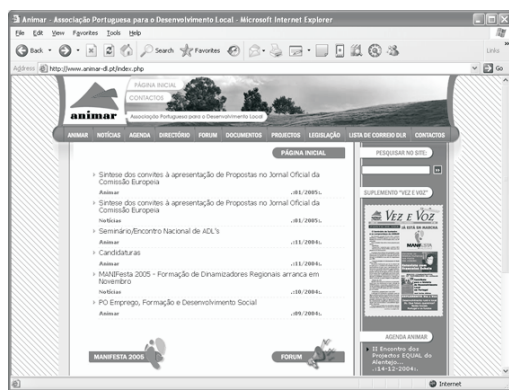 Animar - Associação Portuguesa para o Desenvolvimento Local - Microsoft Internet Explorer
File Edit View Favorites Tools Help
Back Search Favorites Links
Address http://www.animar-dl.pt/index.php Go
PÁGINA INICIAL
CONTACTOS
animar
Associação Portuguesa para o Desenvolvimento Local
ANIMAR NOTÍCIAS AGENDA DIRECTÓRIO FORUM DOCUMENTOS PROJECTOS LEGISLAÇÃO LISTA DE CORREIO DLR CONTACTOS
PÁGINA INICIAL
Síntese dos convites à apresentação de Propostas no Jornal Oficial da
Comissão Europeia
Animar .:01/2005:.
Síntese dos convites à apresentação de Propostas no Jornal Oficial da
Comissão Europeia
Notícias .:01/2005:.
Seminário/Encontro Nacional de ADL's
Animar .:11/2004:.
Candidaturas
Animar .:11/2004:.
MANIFesta 2005 - Formação de Dinamizadores Regionais arranca em
Novembro
Notícias .:10/2004:.
PO Emprego, Formação e Desenvolvimento Social
Animar .:09/2004:.
MANIFESTA 2005
FORUM
PESQUISAR NO SITE:
SUPLEMENTO "VEZ E VOZ"
VEZ E VOZ
AGENDA ANIMAR
II Encontro dos
Projectos EQUAL do
Alentejo..
.:14-12-2004:.
Internet